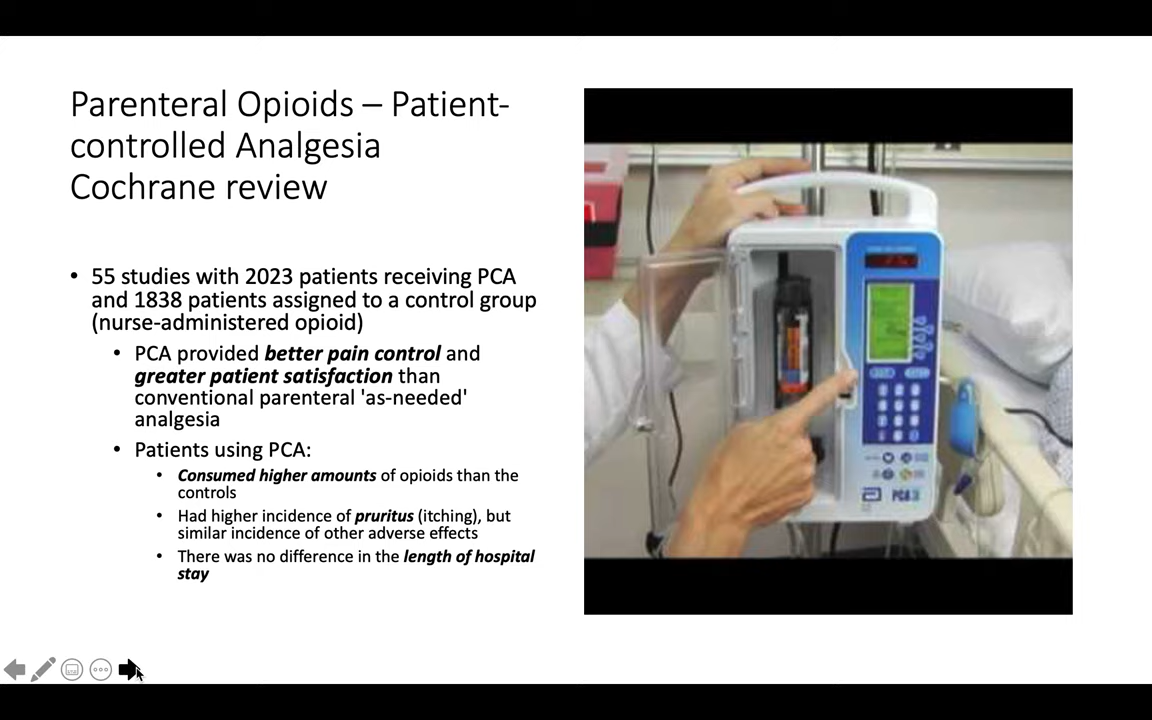 Parenteral Opioids – Patient-
controlled Analgesia
Cochrane review
• 55 studies with 2023 patients receiving PCA
and 1838 patients assigned to a control group
(nurse-administered opioid)
• PCA provided better pain control and
greater patient satisfaction than
conventional parenteral 'as-needed'
analgesia
• Patients using PCA:
• Consumed higher amounts of opioids than the
controls
• Had higher incidence of pruritus (itching), but
similar incidence of other adverse effects
• There was no difference in the length of hospital
stay
PCA